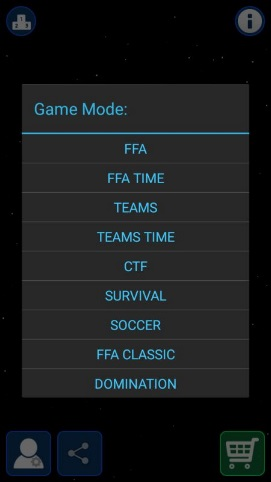 Game Mode:
FFA
FFA TIME
TEAMS
TEAMS TIME
CTF
SURVIVAL
SOCCER
FFA CLASSIC
DOMINATION